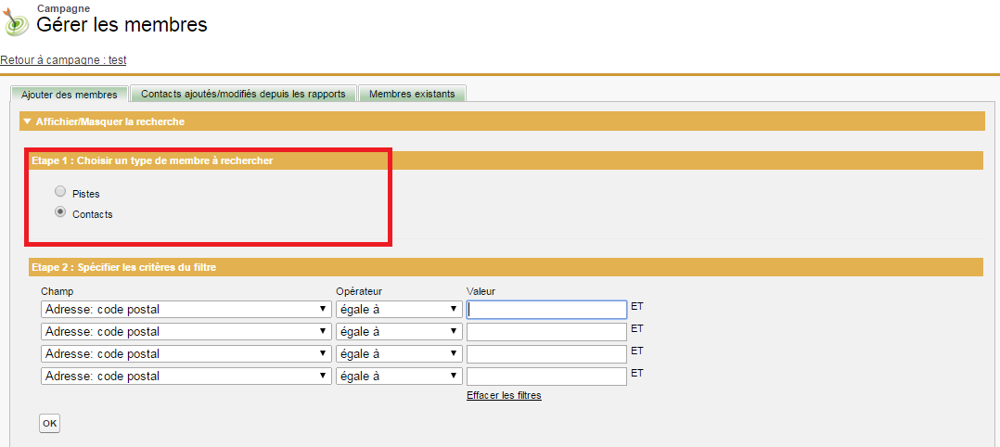 Campagne
Gérer les membres
Retour à campagne : test
Ajouter des membres Contacts ajoutés/modifiés depuis les rapports Membres existants
Affichier/Masquer la recherche
Etape 1 : Choisir un type de membre à rechercher
Pistes
Contacts
Etape 2 : Spécifier les critères du filtre
Champ Opérateur Valeur
Adresse: code postal égale à ET
Adresse: code postal égale à ET
Adresse: code postal égale à ET
Adresse: code postal égale à ET
Effacer les filtres
OK